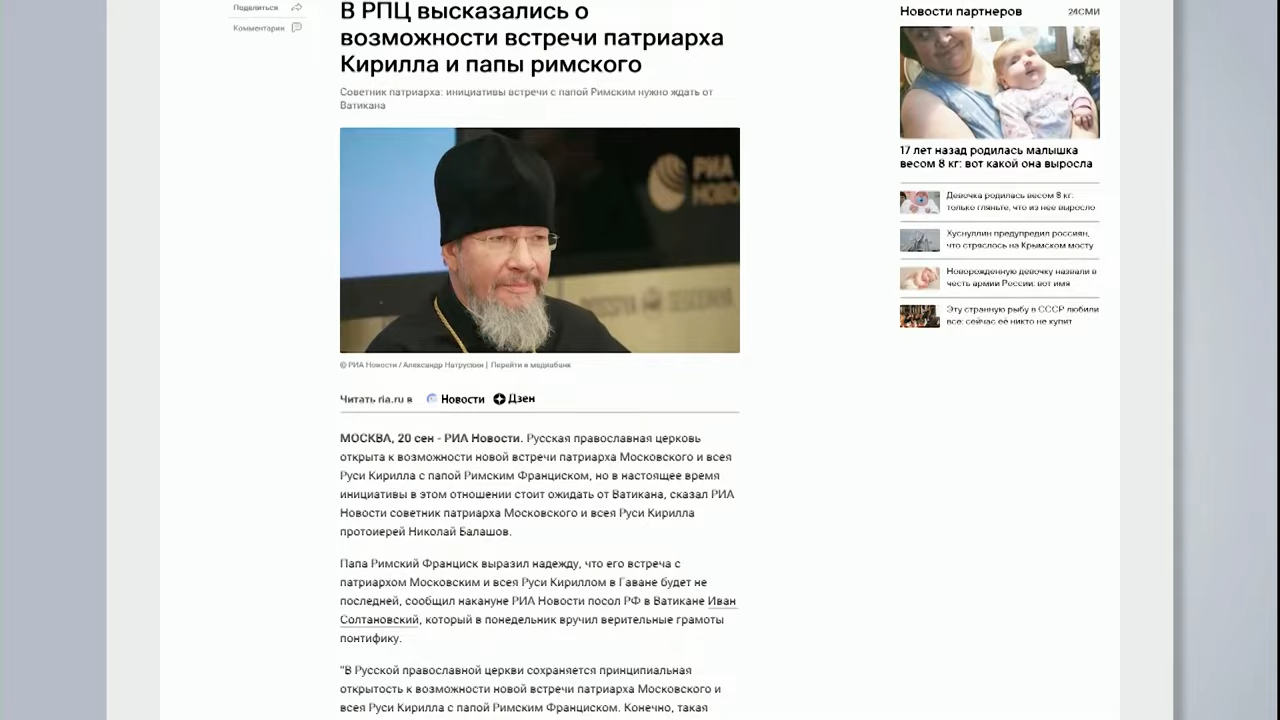 Поделиться
Комментарии
В РПЦ высказались о
возможности встречи патриарха
Кирилла и папы римского
Советник патриарха: инициативы встречи с папой Римским нужно ждать от
Ватикана
РИА
© РИА Новости / Александр Натрускин | Перейти в медиабанк
Читать ria.ru в
Новости
Дзен
МОСКВА, 20 сен - РИА Новости. Русская православная церковь
открыта к возможности новой встречи патриарха Московского и всея
Руси Кирилла с папой Римским Франциском, но в настоящее время
инициативы в этом отношении стоит ожидать от Ватикана, сказал РИА
Новости советник патриарха Московского и всея Руси Кирилла
протоиерей Николай Балашов.
Папа Римский Франциск выразил надежду, что его встреча с
патриархом Московским и всея Руси Кириллом в Гаване будет не
последней, сообщил накануне РИА Новости посол РФ в Ватикане Иван
Солтановский, который в понедельник вручил верительные грамоты
понтифику.
"В Русской православной церкви сохраняется принципиальная
открытость к возможности новой встречи патриарха Московского и
всея Руси Кирилла с папой Римским Франциском. Конечно, такая
Новости партнеров
24СМИ
17 лет назад родилась малышка
весом 8 кг: вот какой она выросла
Девочка родилась весом 8 кг:
только гляньте, что из нее выросло
Хуснуллин предупредил россиян,
что стряслось на Крымском мосту
Новорожденную девочку назвали в
честь армии России: вот имя
Эту странную рыбу в СССР любили
все: сейчас её никто не купит